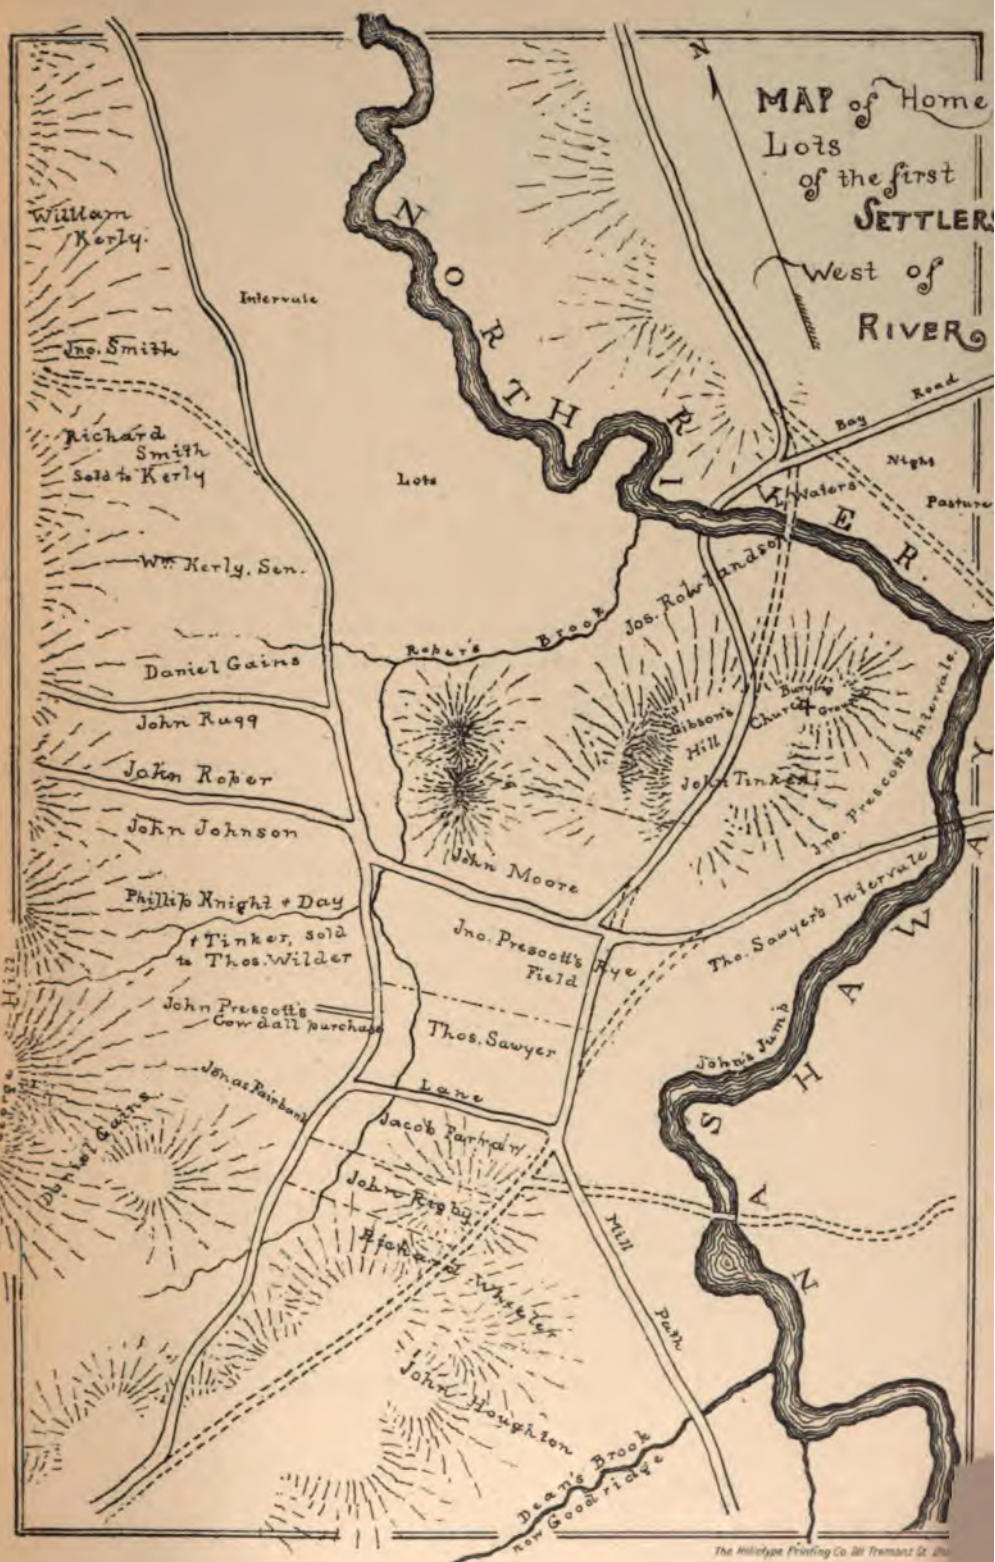 N
MAP of Home
Lots
of the first
SETTLERS
West of
RIVER
William
Kerly.
Intervale
Jno. Smith
Richard
Smith
Sold to Kerly
Lots
NORTH RIVER.
Bay Road
Night
Pasture
L. Waters
Wm Kerly, Sen.
Jos. Rowlandson
Roper's Brook
Daniel Gains
John Rugg
John Roper
John Johnson
Gibson's
Hill
Burying
Ground
Church
John Tinker
Jno. Prescott's Intervale.
John Moore
Phillip Knight & Day
& Tinker, sold
to Thos. Wilder
Jno. Prescott's Rye
Field
Tho. Sawyer's Intervale
John Prescott's
Cowdall purchase
Thos. Sawyer
John's Jump
NASHAWAY
Hill
Lane
Jonas Fairbank
Jacob Farrar
Daniel Gains
John Rigby
Richard Wheeler
Mill Path
John Houghton
Dean's Brook
now Goodridge
The Heliotype Printing Co. 211 Tremont St.